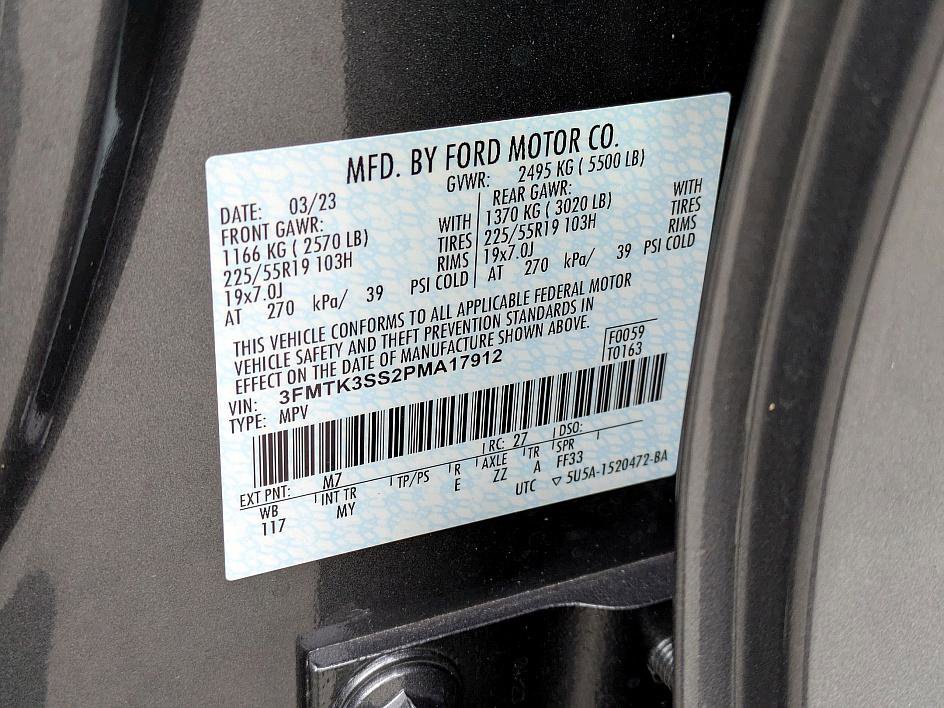 MFD. BY FORD MOTOR CO.
DATE: 03/23 GVWR: 2495 KG ( 5500 LB)
FRONT GAWR: REAR GAWR:
1166 KG ( 2570 LB) WITH 1370 KG ( 3020 LB) WITH
225/55R19 103H TIRES 225/55R19 103H TIRES
19x7.0J RIMS 19x7.0J RIMS
AT 270 kPa/ 39 PSI COLD AT 270 kPa/ 39 PSI COLD
THIS VEHICLE CONFORMS TO ALL APPLICABLE FEDERAL MOTOR
VEHICLE SAFETY AND THEFT PREVENTION STANDARDS IN
EFFECT ON THE DATE OF MANUFACTURE SHOWN ABOVE.
F0059
T0163
VIN: 3FMTK3SS2PMA17912
TYPE: MPV
EXT PNT: M7 RC: 27 DSO:
WB INT TR TP/PS R AXLE TR SPR
117 MY E ZZ A FF33
UTC ▽ 5U5A-1520472-BA